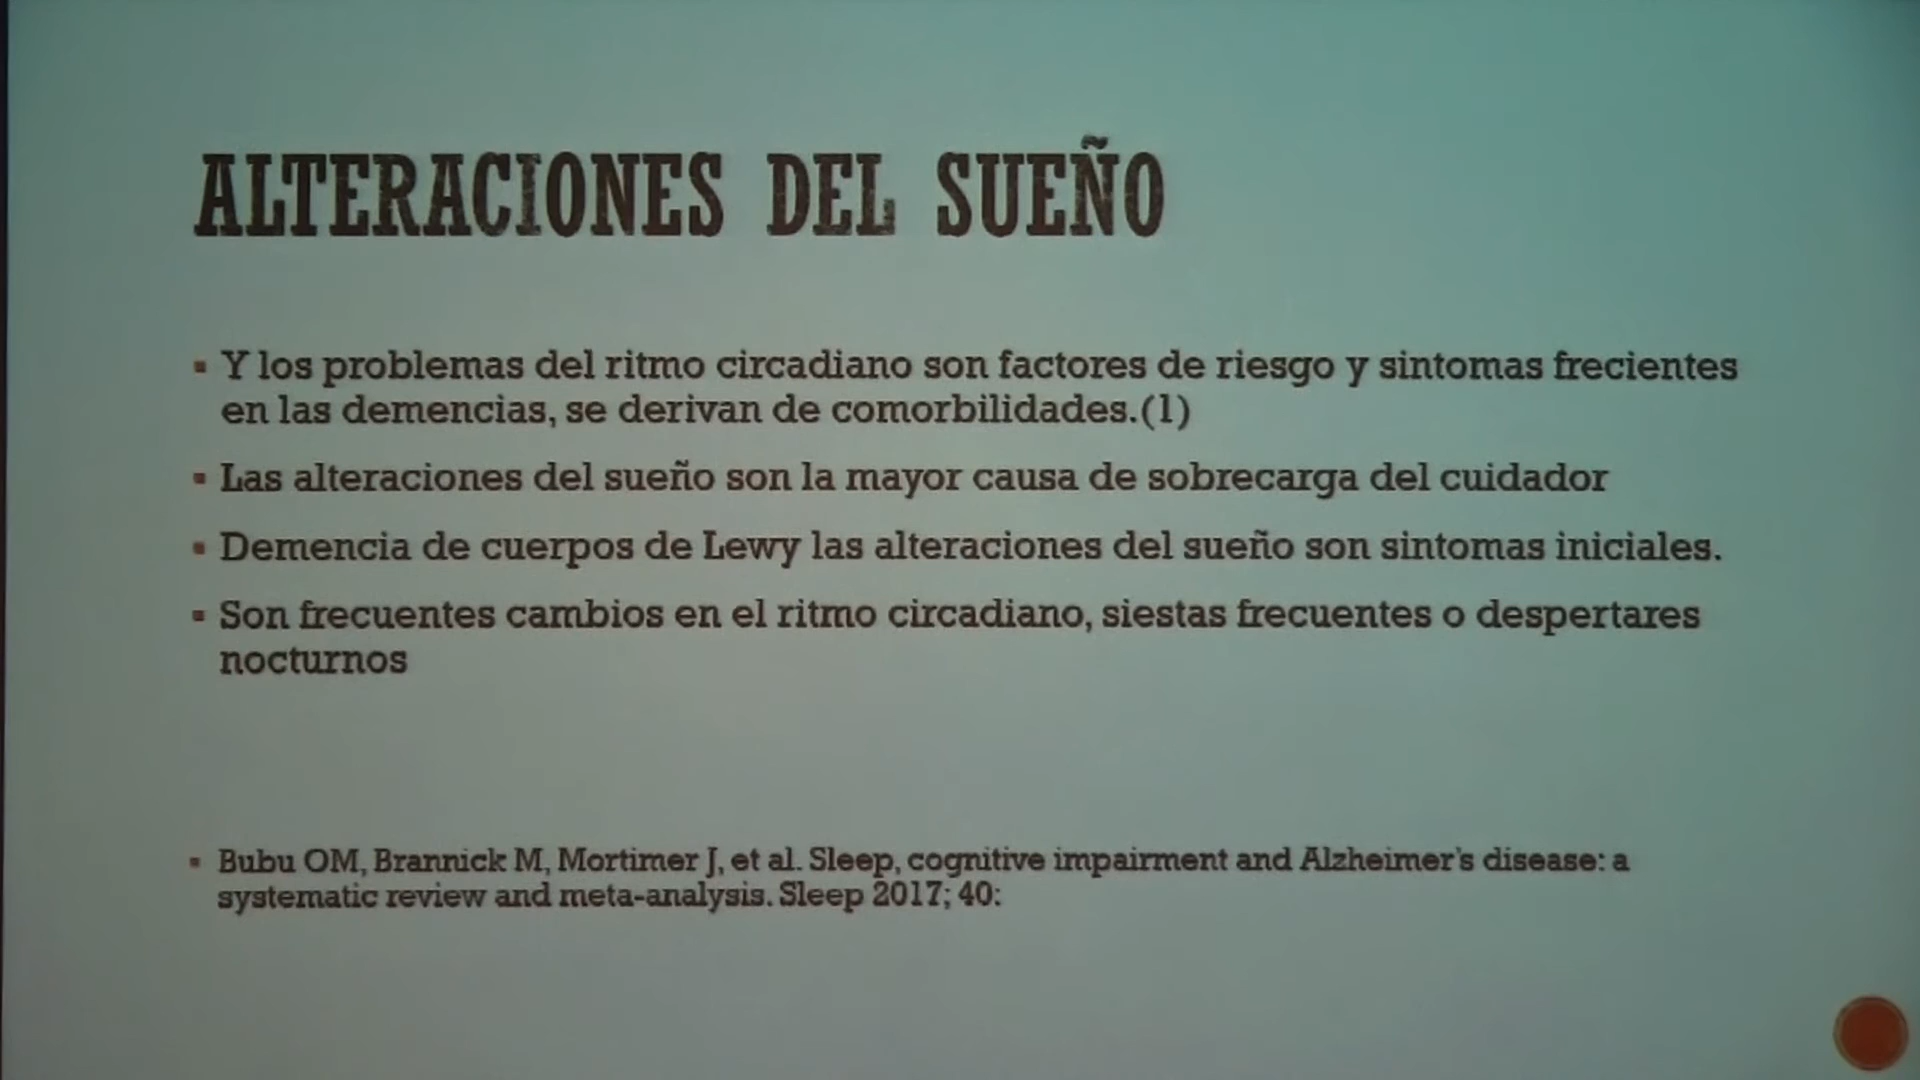 ALTERACIONES DEL SUEÑO
▪ Y los problemas del ritmo circadiano son factores de riesgo y sintomas frecientes
en las demencias, se derivan de comorbilidades.(1)
▪ Las alteraciones del sueño son la mayor causa de sobrecarga del cuidador
▪ Demencia de cuerpos de Lewy las alteraciones del sueño son sintomas iniciales.
▪ Son frecuentes cambios en el ritmo circadiano, siestas frecuentes o despertares
nocturnos
▪ Bubu OM, Brannick M, Mortimer J, et al. Sleep, cognitive impairment and Alzheimer's disease: a
systematic review and meta-analysis. Sleep 2017; 40: